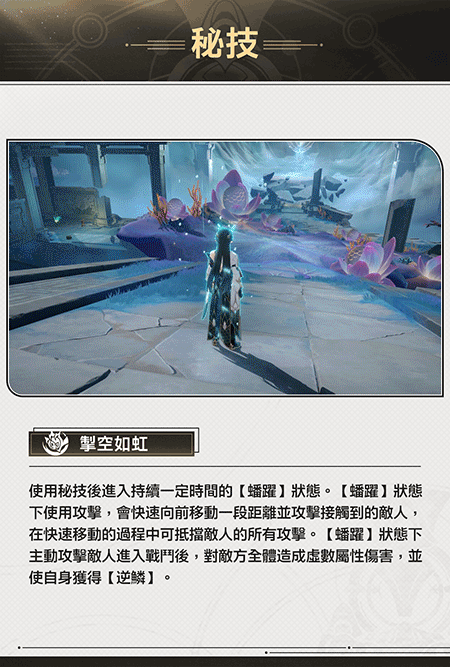 秘技
掣空如虹
使用秘技後進入持續一定時間的【蟠躍】狀態。【蟠躍】狀態
下使用攻擊，會快速向前移動一段距離並攻擊接觸到的敵人，
在快速移動的過程中可抵擋敵人的所有攻擊。【蟠躍】狀態下
主動攻擊敵人進入戰鬥後，對敵方全體造成虛數屬性傷害，並
使自身獲得【逆鱗】。